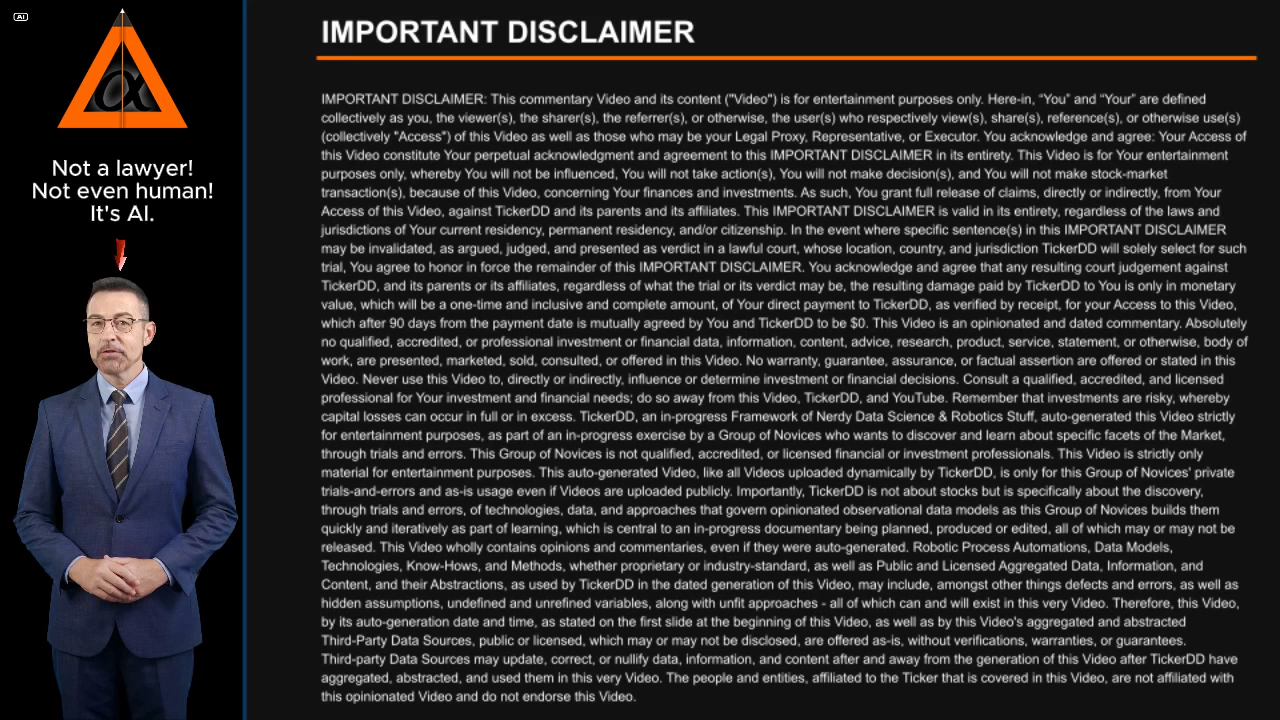 AI
α
Not a lawyer!
Not even human!
It's AI.
IMPORTANT DISCLAIMER
IMPORTANT DISCLAIMER: This commentary Video and its content ("Video") is for entertainment purposes only. Here-in, “You” and “Your” are defined
collectively as you, the viewer(s), the sharer(s), the referrer(s), or otherwise, the user(s) who respectively view(s), share(s), reference(s), or otherwise use(s)
(collectively "Access") of this Video as well as those who may be your Legal Proxy, Representative, or Executor. You acknowledge and agree: Your Access of
this Video constitute Your perpetual acknowledgment and agreement to this IMPORTANT DISCLAIMER in its entirety. This Video is for Your entertainment
purposes only, whereby You will not be influenced, You will not take action(s), You will not make decision(s), and You will not make stock-market
transaction(s), because of this Video, concerning Your finances and investments. As such, You grant full release of claims, directly or indirectly, from Your
Access of this Video, against TickerDD and its parents and its affiliates. This IMPORTANT DISCLAIMER is valid in its entirety, regardless of the laws and
jurisdictions of Your current residency, permanent residency, and/or citizenship. In the event where specific sentence(s) in this IMPORTANT DISCLAIMER
may be invalidated, as argued, judged, and presented as verdict in a lawful court, whose location, country, and jurisdiction TickerDD will solely select for such
trial, You agree to honor in force the remainder of this IMPORTANT DISCLAIMER. You acknowledge and agree that any resulting court judgement against
TickerDD, and its parents or its affiliates, regardless of what the trial or its verdict may be, the resulting damage paid by TickerDD to You is only in monetary
value, which will be a one-time and inclusive and complete amount, of Your direct payment to TickerDD, as verified by receipt, for your Access to this Video,
which after 90 days from the payment date is mutually agreed by You and TickerDD to be $0. This Video is an opinionated and dated commentary. Absolutely
no qualified, accredited, or professional investment or financial data, information, content, advice, research, product, service, statement, or otherwise, body of
work, are presented, marketed, sold, consulted, or offered in this Video. No warranty, guarantee, assurance, or factual assertion are offered or stated in this
Video. Never use this Video to, directly or indirectly, influence or determine investment or financial decisions. Consult a qualified, accredited, and licensed
professional for Your investment and financial needs; do so away from this Video, TickerDD, and YouTube. Remember that investments are risky, whereby
capital losses can occur in full or in excess. TickerDD, an in-progress Framework of Nerdy Data Science & Robotics Stuff, auto-generated this Video strictly
for entertainment purposes, as part of an in-progress exercise by a Group of Novices who wants to discover and learn about specific facets of the Market,
through trials and errors. This Group of Novices is not qualified, accredited, or licensed financial or investment professionals. This Video is strictly only
material for entertainment purposes. This auto-generated Video, like all Videos uploaded dynamically by TickerDD, is only for this Group of Novices' private
trials-and-errors and as-is usage even if Videos are uploaded publicly. Importantly, TickerDD is not about stocks but is specifically about the discovery,
through trials and errors, of technologies, data, and approaches that govern opinionated observational data models as this Group of Novices builds them
quickly and iteratively as part of learning, which is central to an in-progress documentary being planned, produced or edited, all of which may or may not be
released. This Video wholly contains opinions and commentaries, even if they were auto-generated. Robotic Process Automations, Data Models,
Technologies, Know-Hows, and Methods, whether proprietary or industry-standard, as well as Public and Licensed Aggregated Data, Information, and
Content, and their Abstractions, as used by TickerDD in the dated generation of this Video, may include, amongst other things defects and errors, as well as
hidden assumptions, undefined and unrefined variables, along with unfit approaches - all of which can and will exist in this very Video. Therefore, this Video,
by its auto-generation date and time, as stated on the first slide at the beginning of this Video, as well as by this Video's aggregated and abstracted
Third-Party Data Sources, public or licensed, which may or may not be disclosed, are offered as-is, without verifications, warranties, or guarantees.
Third-party Data Sources may update, correct, or nullify data, information, and content after and away from the generation of this Video after TickerDD have
aggregated, abstracted, and used them in this very Video. The people and entities, affiliated to the Ticker that is covered in this Video, are not affiliated with
this opinionated Video and do not endorse this Video.